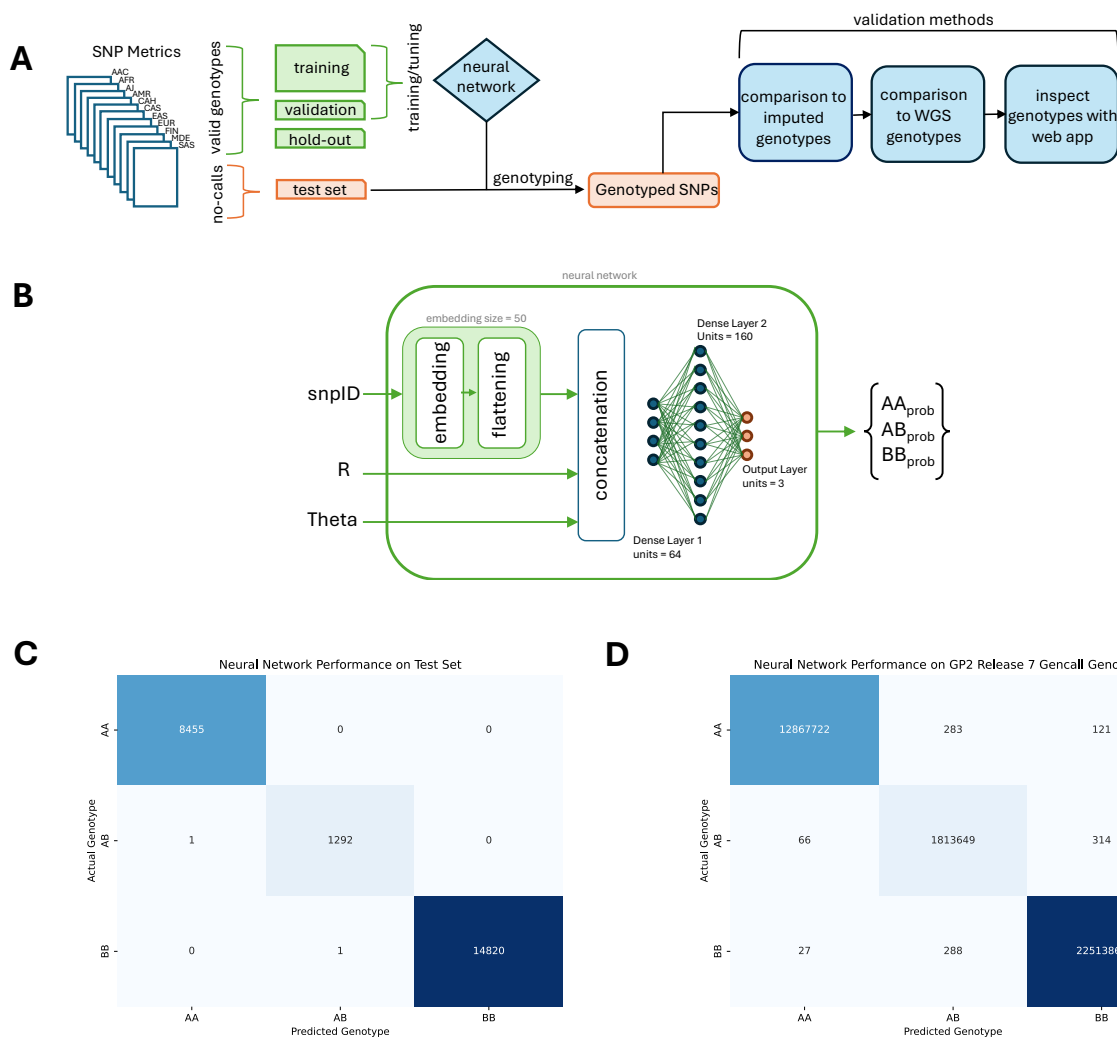 A
SNP Metrics
AAC
AFR
AJ
AMR
CAH
CAS
EAS
EUR
FIN
MDE
SAS
valid genotypes
no-calls
training
validation
hold-out
test set
training/tuning
neural
network
genotyping
Genotyped SNPs
validation methods
comparison to
imputed
genotypes
comparison
to WGS
genotypes
inspect
genotypes with
web app
B
neural network
embedding size = 50
snpID
embedding
flattening
R
Theta
concatenation
Dense Layer 2
Units = 160
Output Layer
units = 3
Dense Layer 1
units = 64
AAprob
ABprob
BBprob
C
Neural Network Performance on Test Set
Actual Genotype
AA
8455
0
0
AB
1
1292
0
BB
0
1
14820
AA
AB
BB
Predicted Genotype
D
Neural Network Performance on GP2 Release 7 Gencall Geno
Actual Genotype
AA
12867722
283
121
AB
66
1813649
314
BB
27
288
2251386
AA
AB
BB
Predicted Genotype